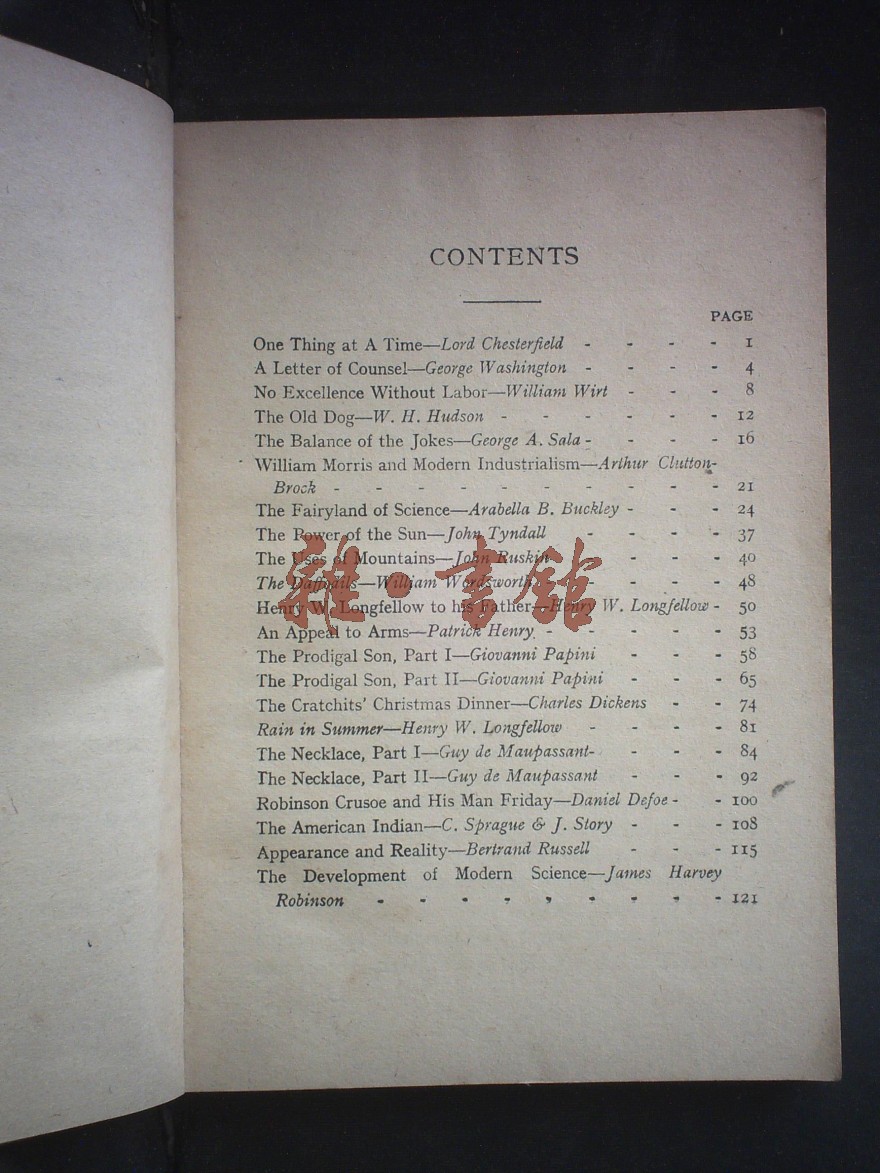 CONTENTS
PAGE
One Thing at A Time—Lord Chesterfield - - - - 1
A Letter of Counsel—George Washington - - - - 4
No Excellence Without Labor—William Wirt - - - 8
The Old Dog—W. H. Hudson - - - - - - 12
The Balance of the Jokes—George A. Sala - - - - 16
William Morris and Modern Industrialism—Arthur Clutton-
Brock - - - - - - - - - - 21
The Fairyland of Science—Arabella B. Buckley - - - 24
The Power of the Sun—John Tyndall - - - - 37
The Uses of Mountains—John Ruskin - - - - 40
The Daffodils—William Wordsworth - - - - 48
Henry W. Longfellow to his Father—Henry W. Longfellow - 50
An Appeal to Arms—Patrick Henry - - - - - 53
The Prodigal Son, Part I—Giovanni Papini - - - 58
The Prodigal Son, Part II—Giovanni Papini - - - 65
The Cratchits' Christmas Dinner—Charles Dickens - - 74
Rain in Summer—Henry W. Longfellow - - - - 81
The Necklace, Part I—Guy de Maupassant - - - - 84
The Necklace, Part II—Guy de Maupassant - - - 92
Robinson Crusoe and His Man Friday—Daniel Defoe - - 100
The American Indian—C. Sprague & J. Story - - - 108
Appearance and Reality—Bertrand Russell - - - 115
The Development of Modern Science—James Harvey
Robinson - - - - - - - - - 121
雜·書館